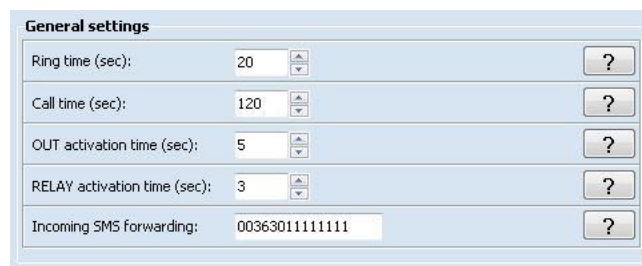 General settings
Ring time (sec): 20 ?
Call time (sec): 120 ?
OUT activation time (sec): 5 ?
RELAY activation time (sec): 3 ?
Incoming SMS forwarding: 00363011111111 ?